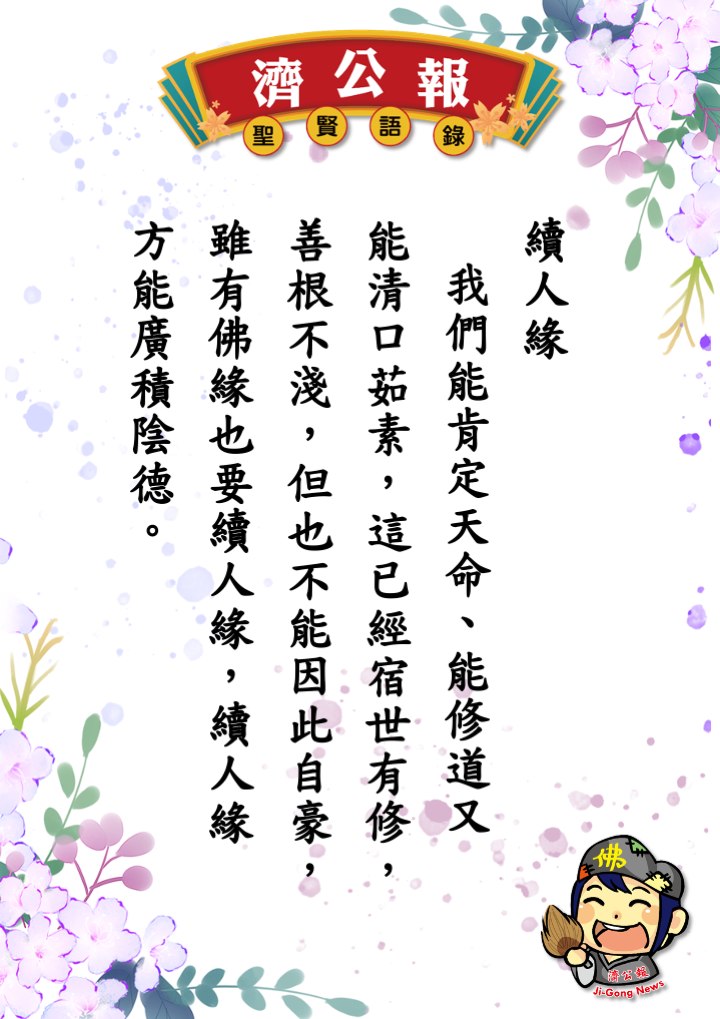 濟公報
聖賢語錄
續人緣
我們能肯定天命、能修道又
能清口茹素，這已經宿世有修，
善根不淺，但也不能因此自豪，
雖有佛緣也要續人緣，續人緣
方能廣積陰德。
佛
濟公報
Ji-Gong News